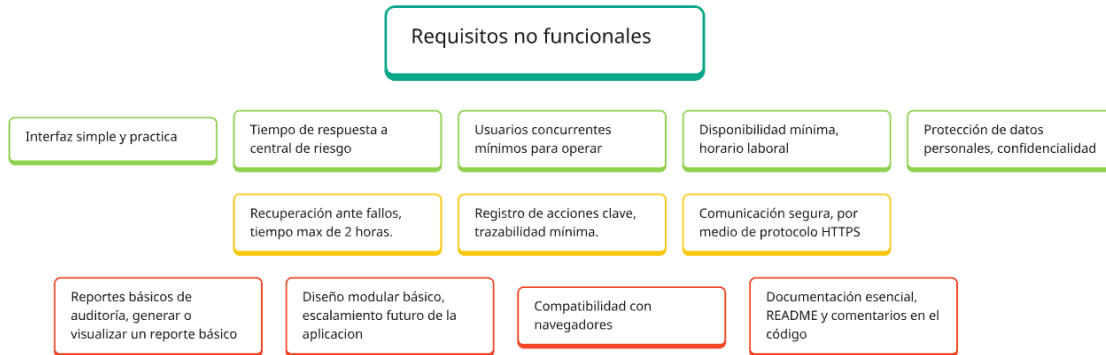 Requisitos no funcionales
Interfaz simple y practica
Tiempo de respuesta a
central de riesgo
Usuarios concurrentes
mínimos para operar
Disponibilidad mínima,
horario laboral
Protección de datos
personales, confidencialidad
Recuperación ante fallos,
tiempo max de 2 horas.
Registro de acciones clave,
trazabilidad mínima.
Comunicación segura, por
medio de protocolo HTTPS
Reportes básicos de
auditoría, generar o
visualizar un reporte básico
Diseño modular básico,
escalamiento futuro de la
aplicacion
Compatibilidad con
navegadores
Documentación esencial,
README y comentarios en el
código